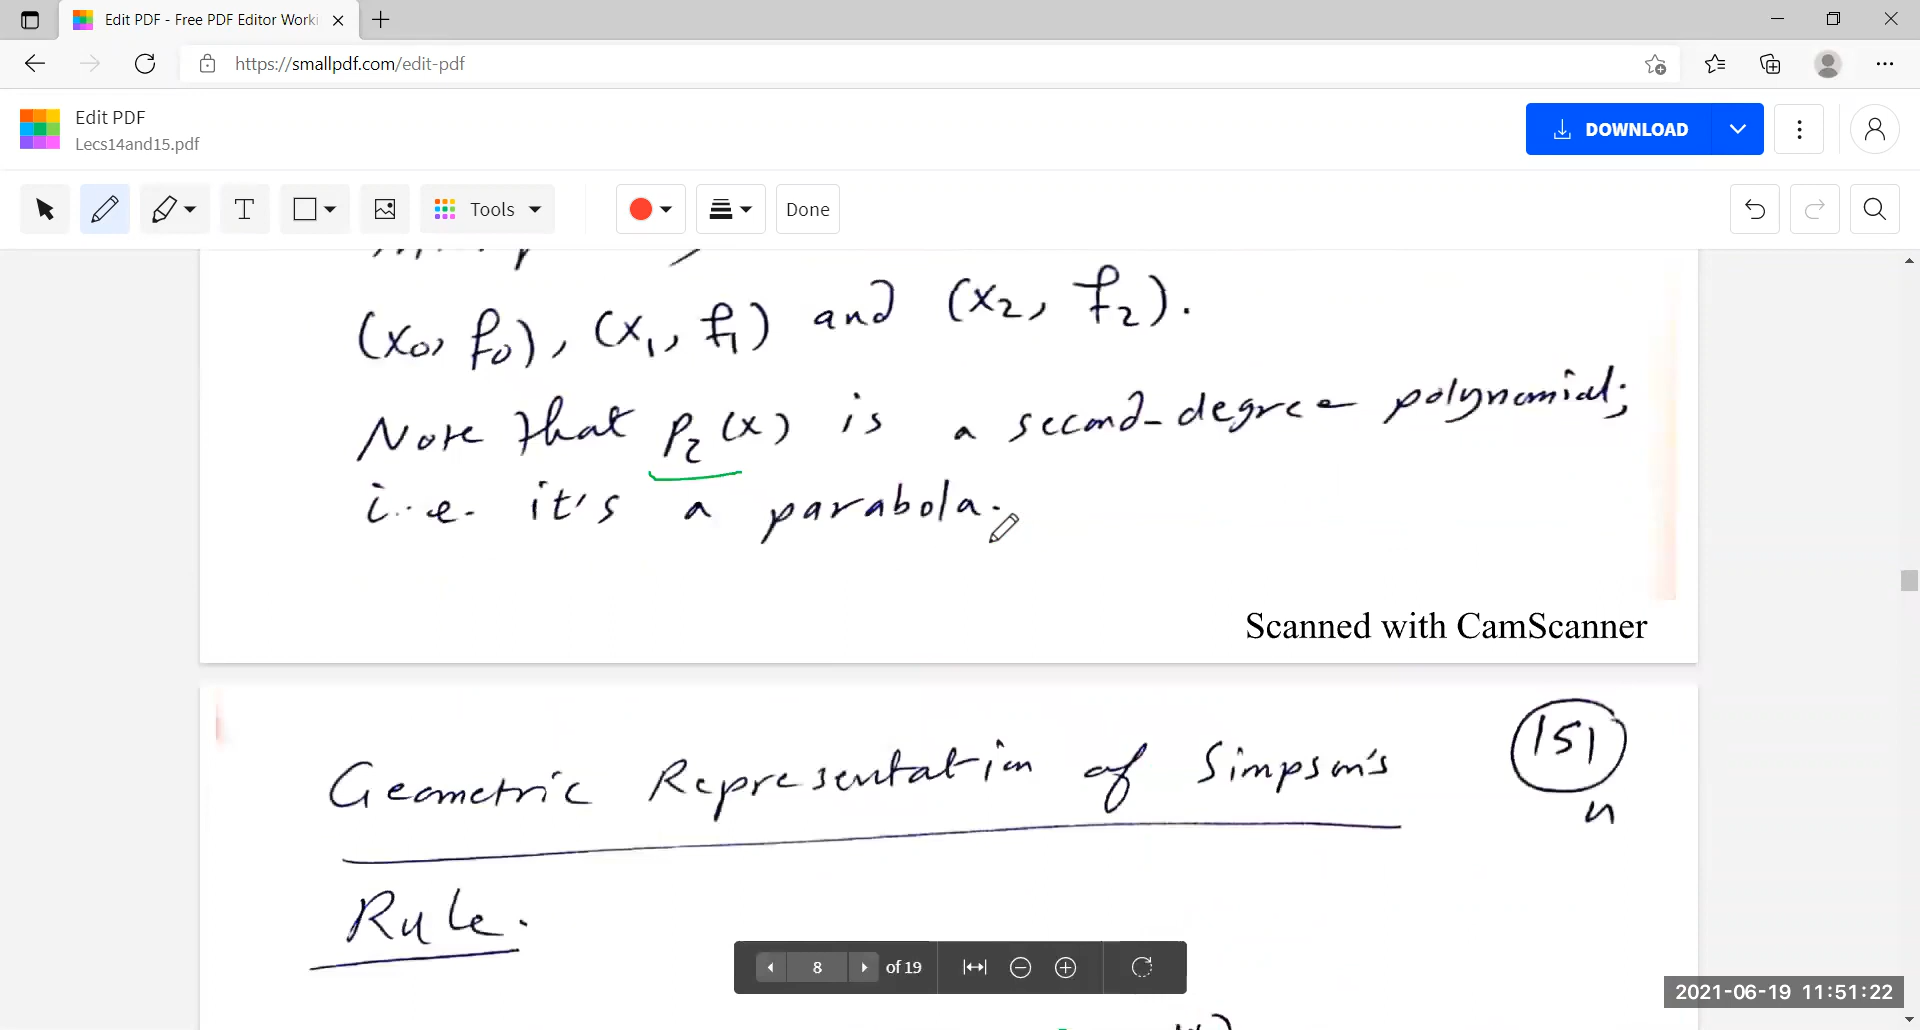 Edit PDF - Free PDF Editor Worki
https://smallpdf.com/edit-pdf
Edit PDF
Lecs14and15.pdf
DOWNLOAD
T
Tools
Done
(x₀, f₀), (x₁, f₁) and (x₂, f₂).
Note that p₂(x) is a second-degree polynomial;
i.e. it's a parabola.
Scanned with CamScanner
151
Geometric Representation of Simpson's
Rule.
8 of 19
2021-06-19 11:51:22